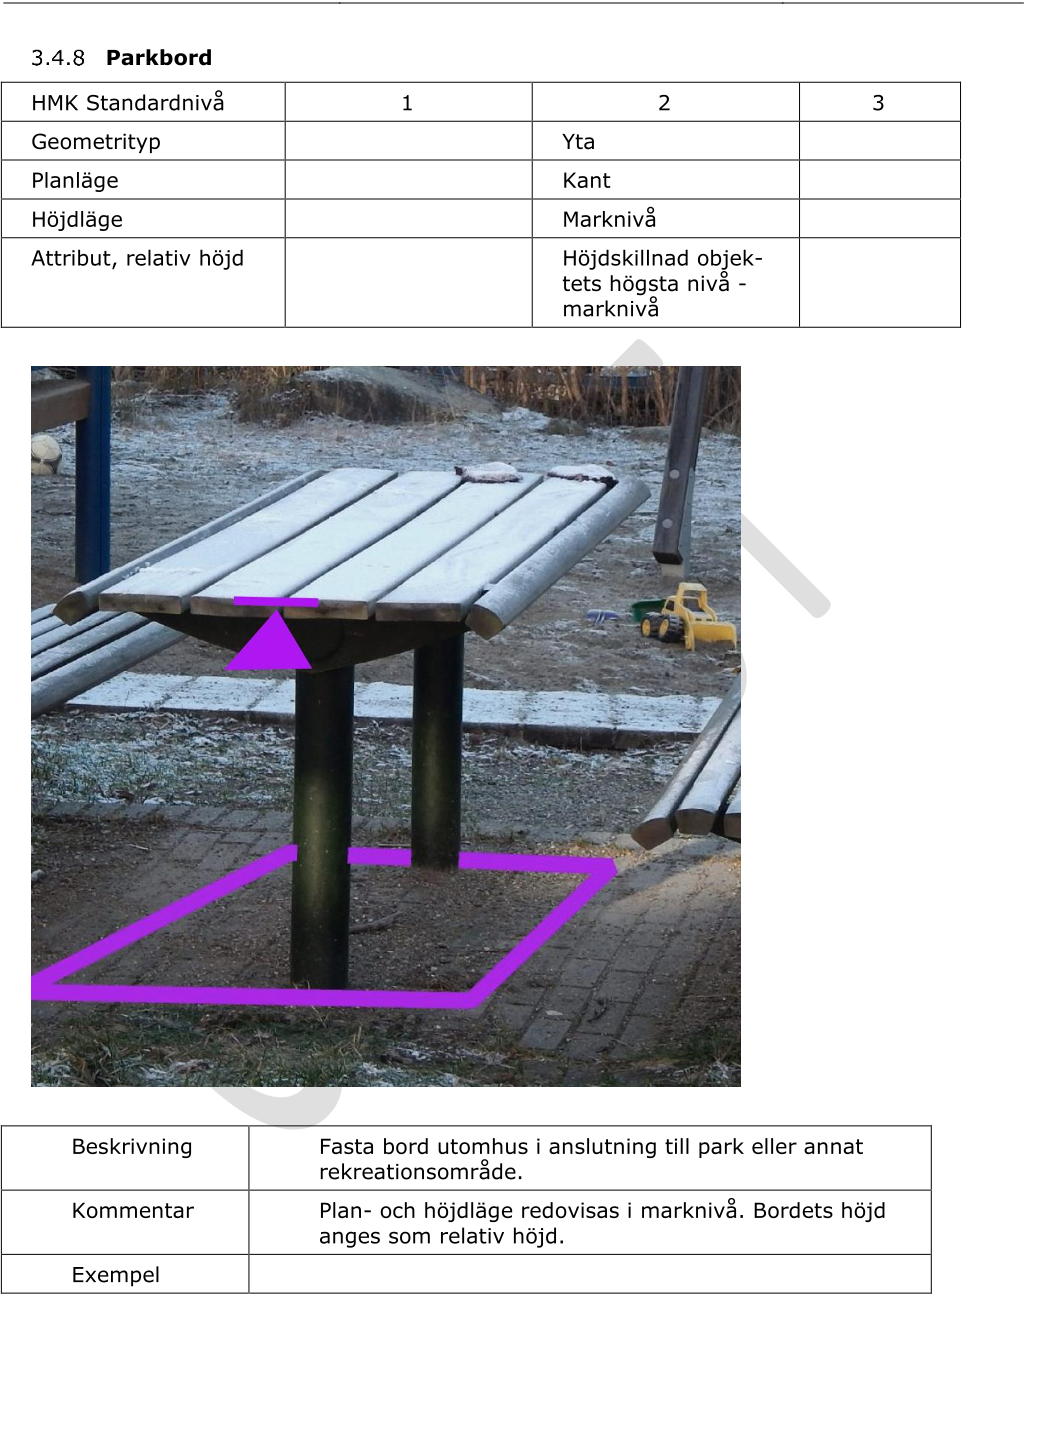 3.4.8 Parkbord
HMK Standardnivå 1 2 3
Geometrityp Yta
Planläge Kant
Höjdläge Marknivå
Attribut, relativ höjd Höjdskillnad objek-
tets högsta nivå -
marknivå
Beskrivning Fasta bord utomhus i anslutning till park eller annat
rekreationsområde.
Kommentar Plan- och höjdläge redovisas i marknivå. Bordets höjd
anges som relativ höjd.
Exempel